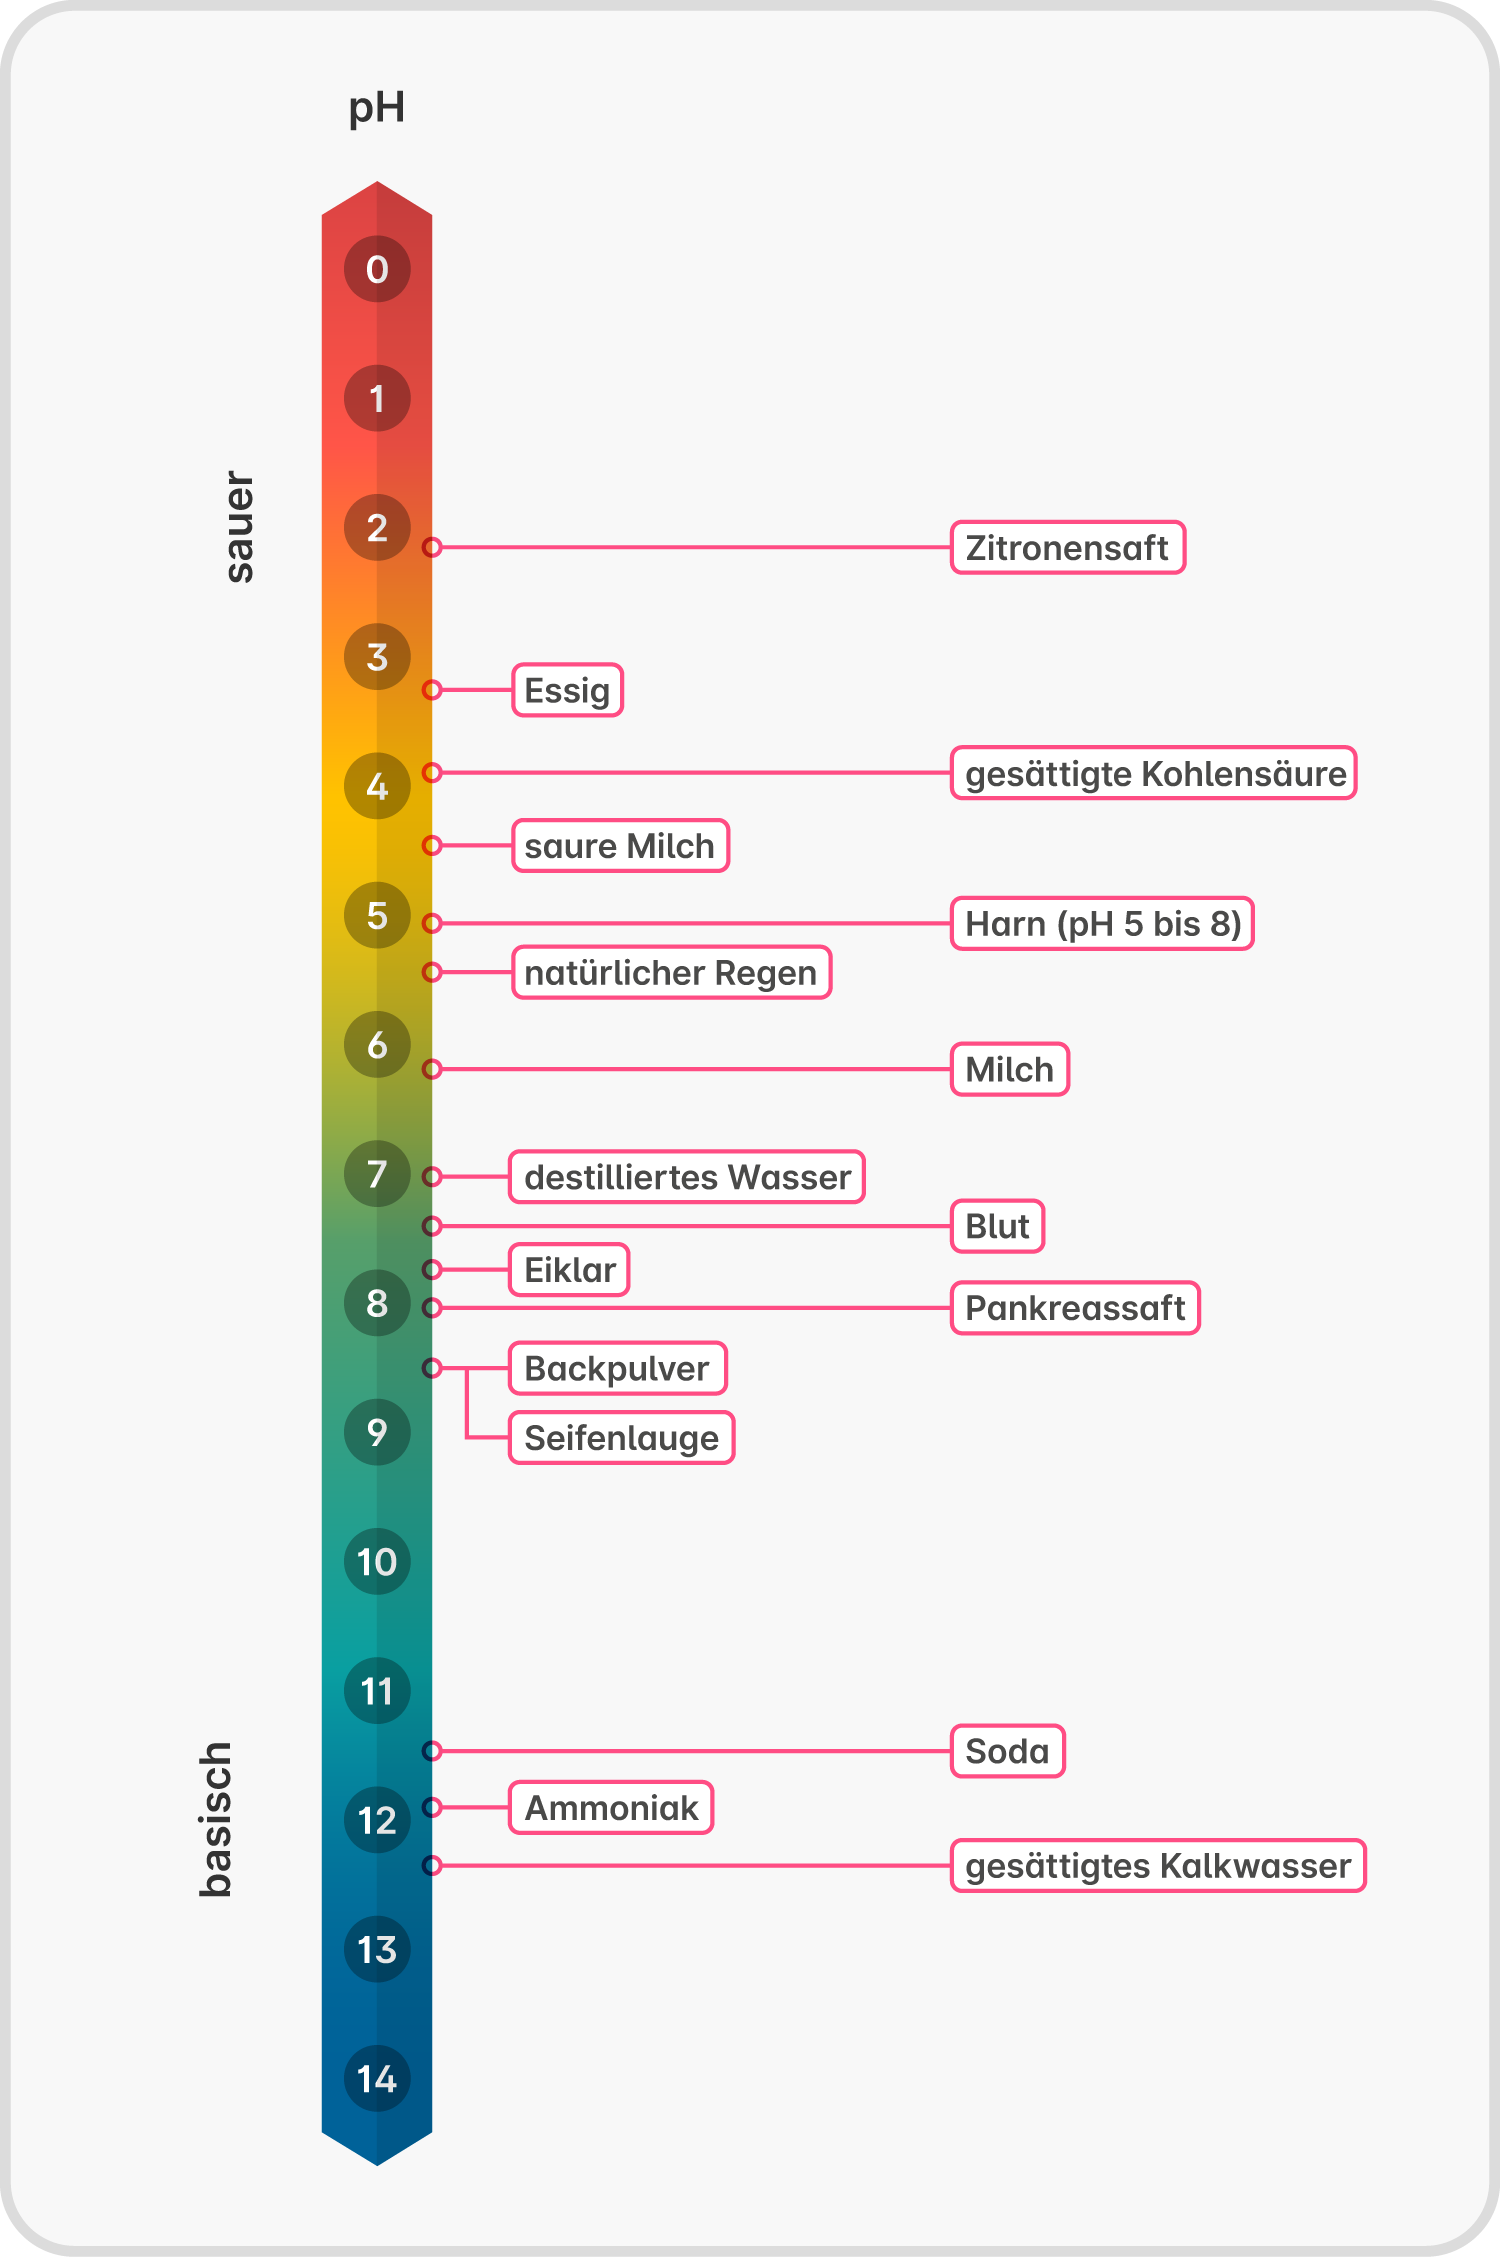 pH
0
1
sauer
2
Zitronensaft
3
Essig
4
gesättigte Kohlensäure
saure Milch
5
Harn (pH 5 bis 8)
natürlicher Regen
6
Milch
7
destilliertes Wasser
Blut
Eiklar
8
Pankreassaft
Backpulver
9
Seifenlauge
10
11
Soda
basisch
12
Ammoniak
gesättigtes Kalkwasser
13
14